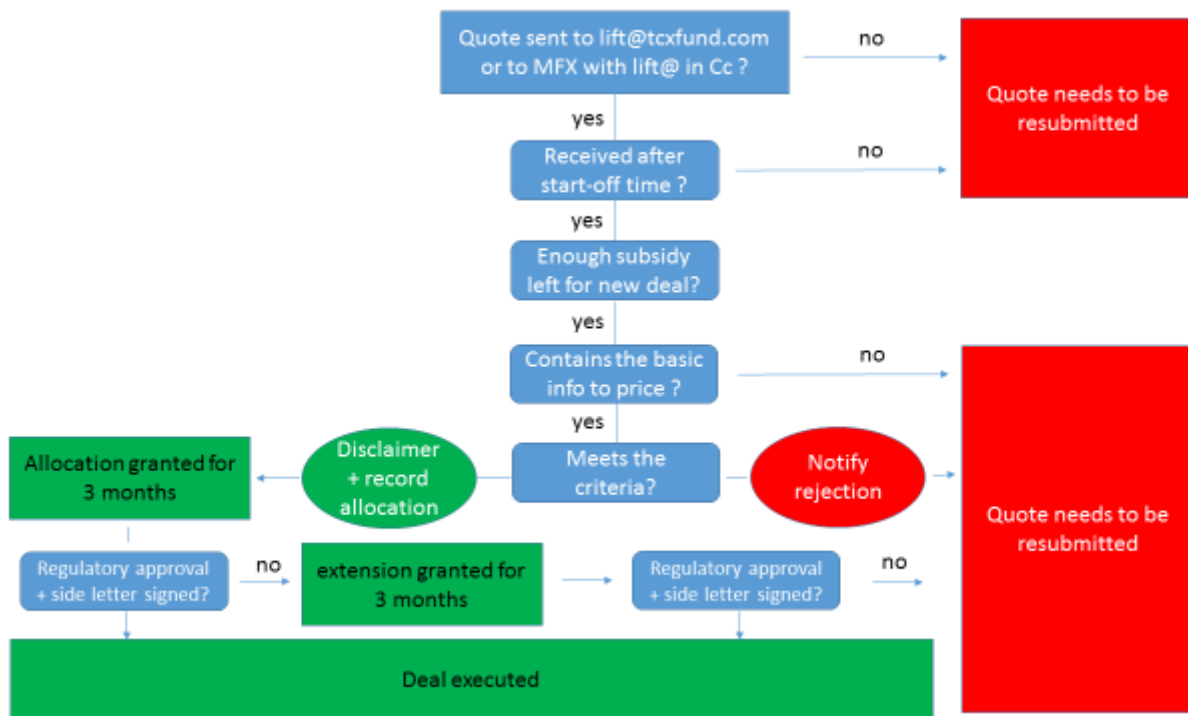 Quote sent to lift@tcxfund.com
or to MFX with lift@ in Cc ?
no
Quote needs to be
resubmitted
yes
Received after
start-off time ?
no
yes
Enough subsidy
left for new deal?
yes
Contains the basic
info to price ?
no
yes
Allocation granted for
3 months
Disclaimer
+ record
allocation
Meets the
criteria?
Notify
rejection
Quote needs to be
resubmitted
Regulatory approval
+ side letter signed?
no
extension granted for
3 months
Regulatory approval
+ side letter signed?
no
Deal executed